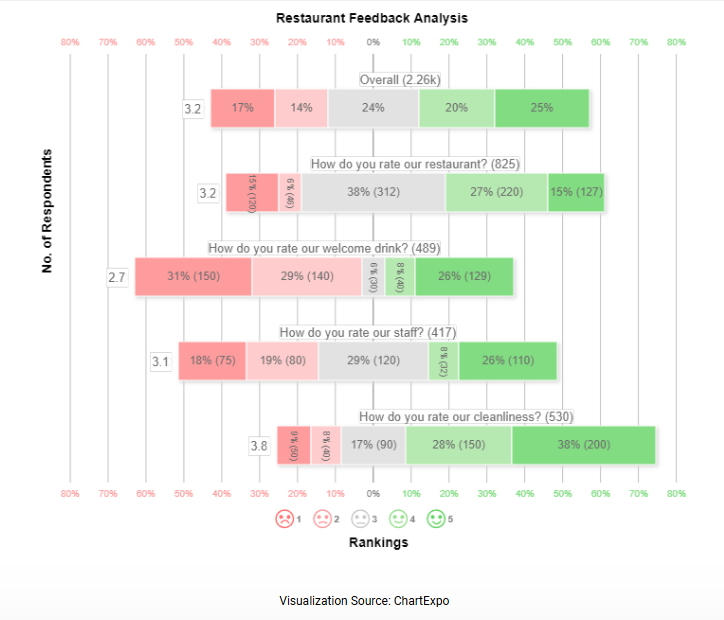 Restaurant Feedback Analysis
80% 70% 60% 50% 40% 30% 20% 10% 0% 10% 20% 30% 40% 50% 60% 70% 80%
No. of Respondents
Overall (2.26k)
3.2 17% 14% 24% 20% 25%
How do you rate our restaurant? (825)
3.2 15% (120) 6% (46) 38% (312) 27% (220) 15% (127)
How do you rate our welcome drink? (489)
2.7 31% (150) 29% (140) 6% (30) 8% (40) 26% (129)
How do you rate our staff? (417)
3.1 18% (75) 19% (80) 29% (120) 8% (32) 26% (110)
How do you rate our cleanliness? (530)
3.8 9% (50) 8% (40) 17% (90) 28% (150) 38% (200)
80% 70% 60% 50% 40% 30% 20% 10% 0% 10% 20% 30% 40% 50% 60% 70% 80%
1 2 3 4 5
Rankings
Visualization Source: ChartExpo